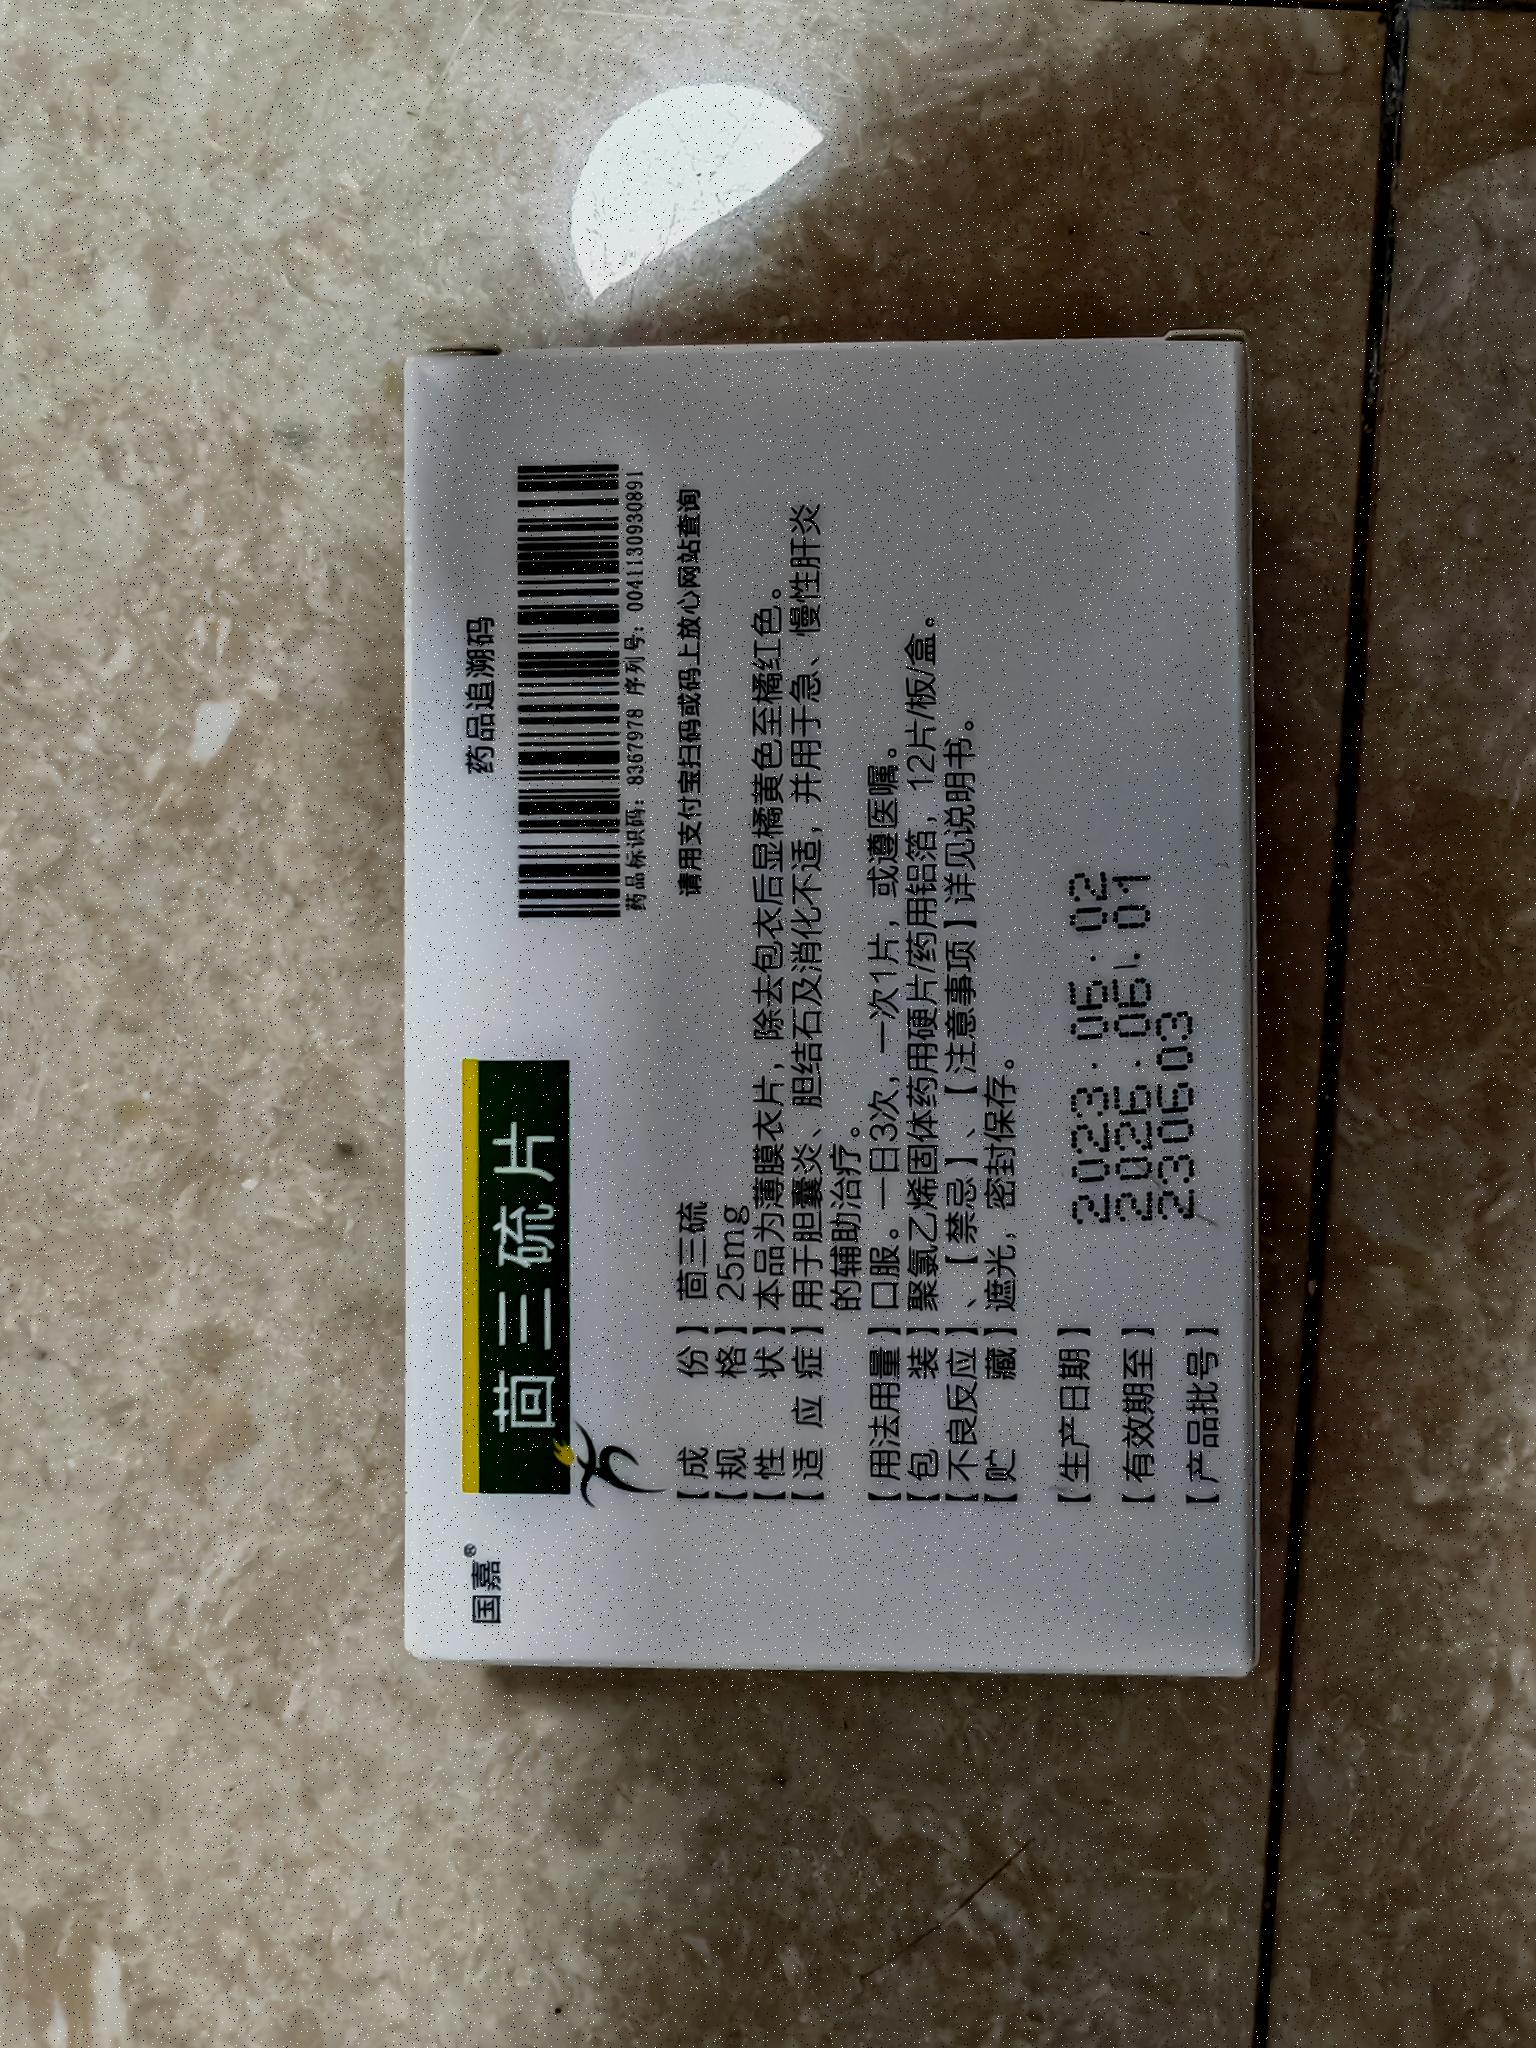 国嘉®
茴三硫片
药品追溯码
药品标识码：8367978 序列号：0041130930891
请用支付宝扫码或码上放心网站查询
【成 份】茴三硫
【规 格】25mg
【性 状】本品为薄膜衣片，除去包衣后显橘黄色至橘红色。
【适 应 症】用于胆囊炎、胆结石及消化不适，并用于急、慢性肝炎
的辅助治疗。
【用法用量】口服。一日3次，一次1片，或遵医嘱。
【包 装】聚氯乙烯固体药用硬片/药用铝箔，12片/板/盒。
【不良反应】、【禁忌】、【注意事项】详见说明书。
【贮 藏】遮光，密封保存。
【生产日期】2023.06.02
【有效期至】2026.06.01
【产品批号】230603